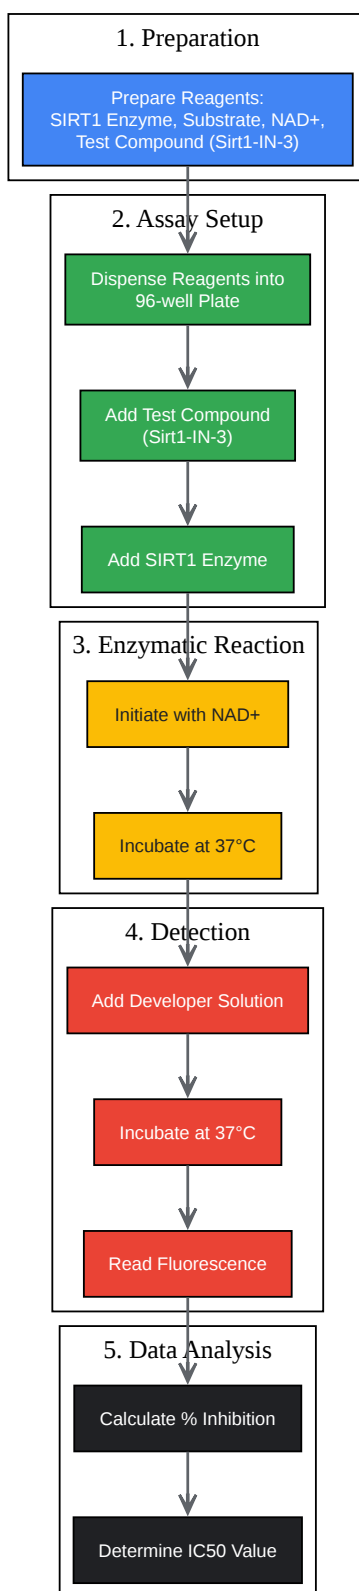 1. Preparation
Prepare Reagents:
SIRT1 Enzyme, Substrate, NAD+,
Test Compound (Sirt1-IN-3)
2. Assay Setup
Dispense Reagents into
96-well Plate
Add Test Compound
(Sirt1-IN-3)
Add SIRT1 Enzyme
3. Enzymatic Reaction
Initiate with NAD+
Incubate at 37°C
4. Detection
Add Developer Solution
Incubate at 37°C
Read Fluorescence
5. Data Analysis
Calculate % Inhibition
Determine IC50 Value